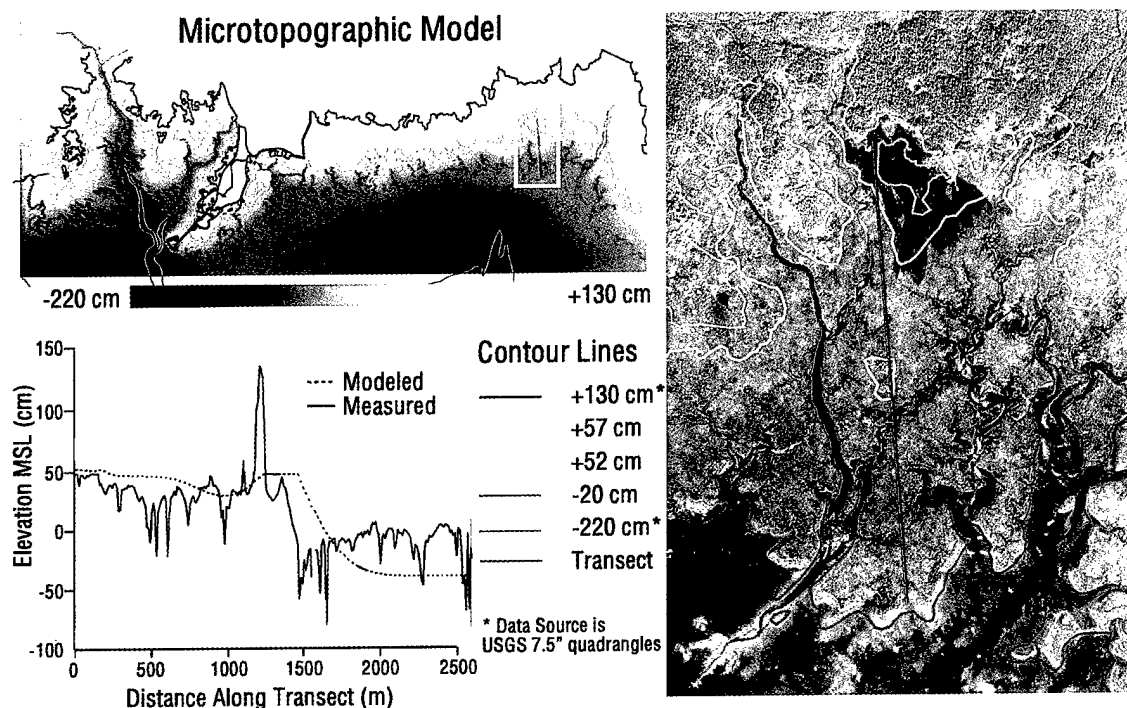 Microtopographic Model
-220 cm
+130 cm
150
100
50
0
-50
-100
Elevation MSL (cm)
Modeled
Measured
0
500
1000
1500
2000
2500
Distance Along Transect (m)
Contour Lines
+130 cm*
+57 cm
+52 cm
-20 cm
-220 cm*
Transect
* Data Source is
USGS 7.5" quadrangles